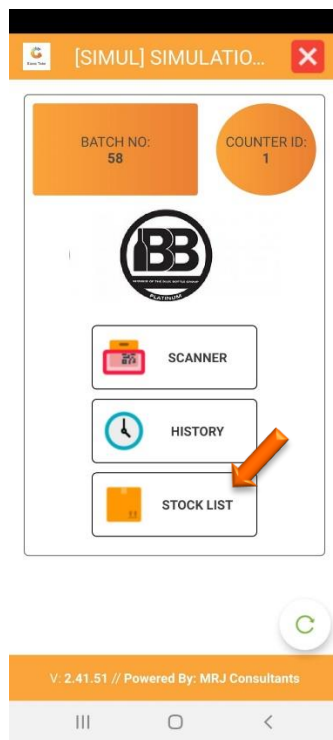 [SIMUL] SIMULATIO...
BATCH NO:
58
COUNTER ID:
1
BB
PLATINUM
SCANNER
HISTORY
STOCK LIST
V: 2.41.51 // Powered By: MRJ Consultants